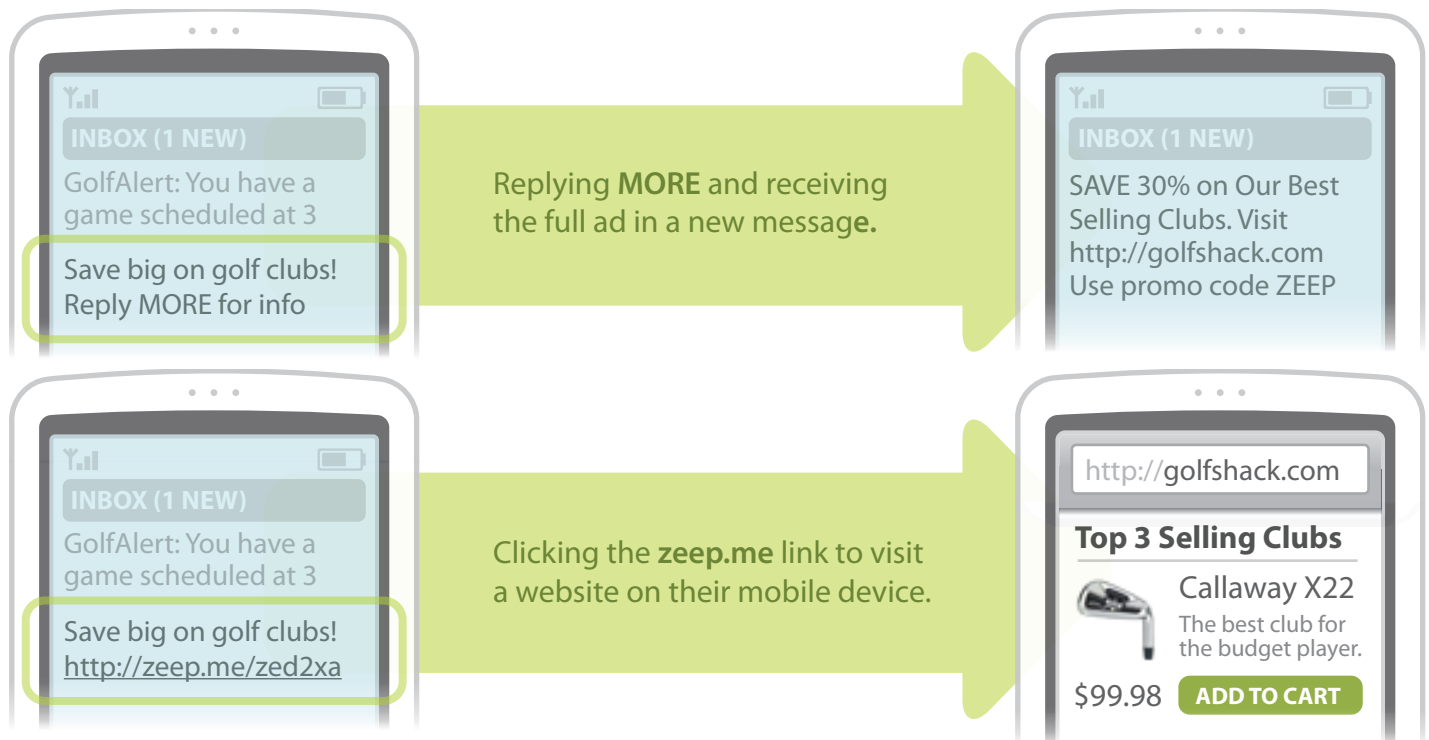 INBOX (1 NEW)
GolfAlert: You have a
game scheduled at 3
Save big on golf clubs!
Reply MORE for info
Replying MORE and receiving
the full ad in a new message.
INBOX (1 NEW)
SAVE 30% on Our Best
Selling Clubs. Visit
http://golfshack.com
Use promo code ZEEP
INBOX (1 NEW)
GolfAlert: You have a
game scheduled at 3
Save big on golf clubs!
http://zeep.me/zed2xa
Clicking the zeep.me link to visit
a website on their mobile device.
http://golfshack.com
Top 3 Selling Clubs
Callaway X22
The best club for
the budget player.
$99.98
ADD TO CART